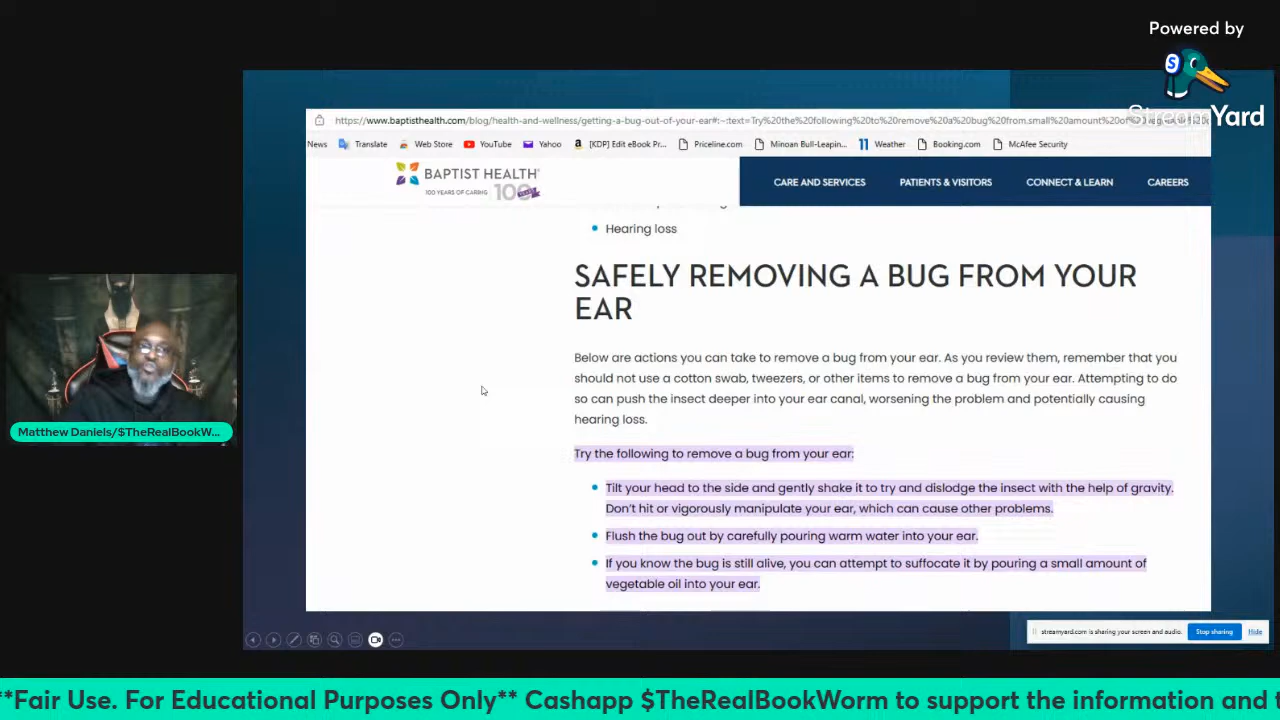 Powered by
StreamYard
https://www.baptisthealth.com/blog/health-and-wellness/getting-a-bug-out-of-your-ear#:~:text=Try%20the%20following%20to%20remove%20a%20bug%20from,small%20amount%20of%20
News Translate Web Store YouTube Yahoo [KDP] Edit eBook Pr... Priceline.com Minoan Bull-Leapin... Weather Booking.com McAfee Security
BAPTIST HEALTH
100 YEARS OF CARING 100
CARE AND SERVICES PATIENTS & VISITORS CONNECT & LEARN CAREERS
Hearing loss
SAFELY REMOVING A BUG FROM YOUR
EAR
Below are actions you can take to remove a bug from your ear. As you review them, remember that you
should not use a cotton swab, tweezers, or other items to remove a bug from your ear. Attempting to do
so can push the insect deeper into your ear canal, worsening the problem and potentially causing
hearing loss.
Try the following to remove a bug from your ear:
Tilt your head to the side and gently shake it to try and dislodge the insect with the help of gravity.
Don't hit or vigorously manipulate your ear, which can cause other problems.
Flush the bug out by carefully pouring warm water into your ear.
If you know the bug is still alive, you can attempt to suffocate it by pouring a small amount of
vegetable oil into your ear.
Matthew Daniels/$TheRealBookW...
streamyard.com is sharing your screen and audio. Stop sharing Hide
**Fair Use. For Educational Purposes Only** Cashapp $TheRealBookWorm to support the information and